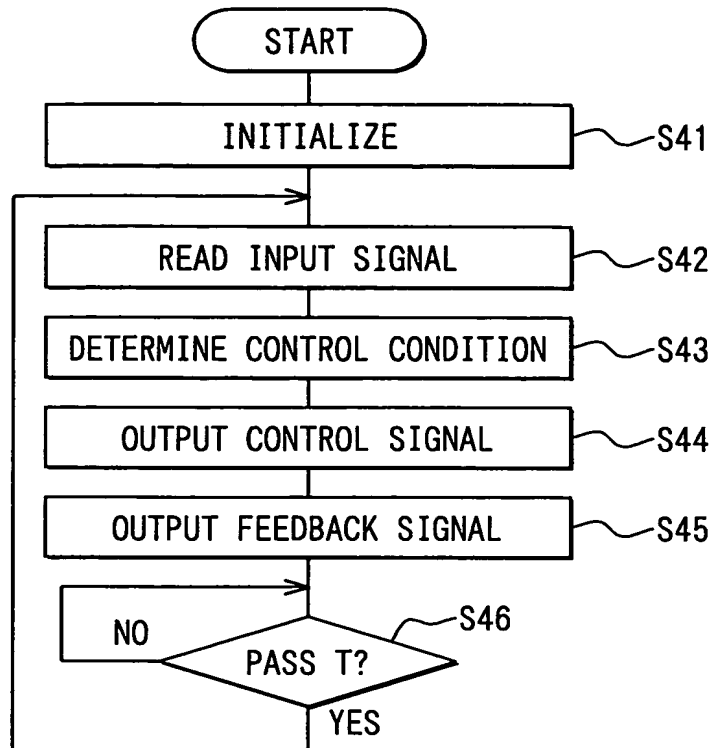 START
INITIALIZE S41
READ INPUT SIGNAL S42
DETERMINE CONTROL CONDITION S43
OUTPUT CONTROL SIGNAL S44
OUTPUT FEEDBACK SIGNAL S45
S46
NO
PASS T?
YES